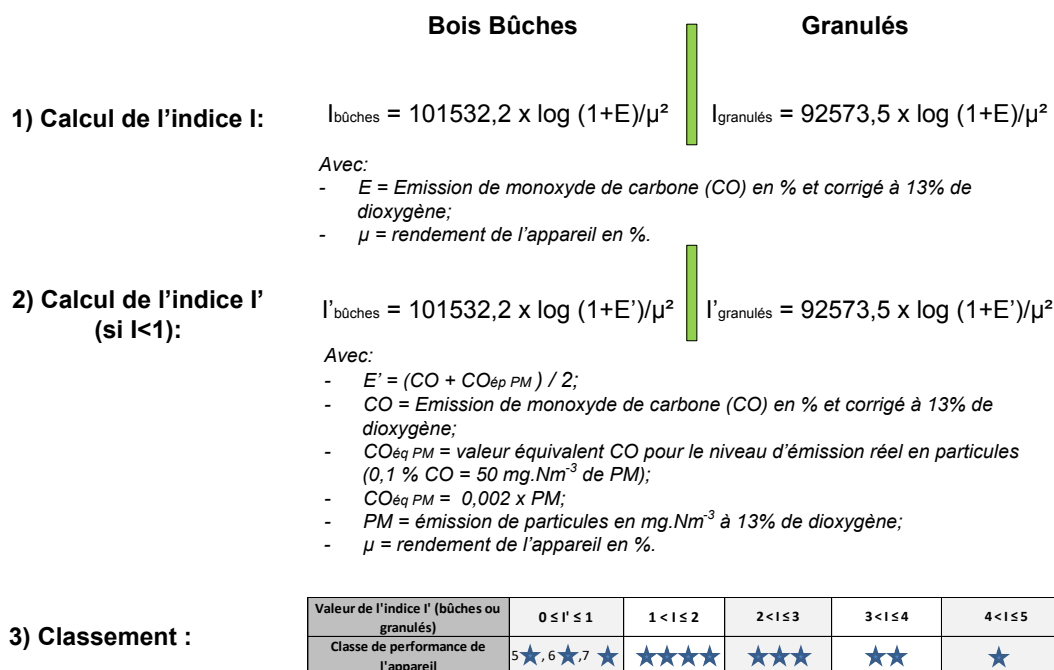 Bois Bûches
Granulés
1) Calcul de l'indice I:
Ibûches = 101532,2 x log (1+E)/µ²
Igranulés = 92573,5 x log (1+E)/µ²
Avec:
- E = Emission de monoxyde de carbone (CO) en % et corrigé à 13% de
dioxygène;
- µ = rendement de l'appareil en %.
2) Calcul de l'indice I'
(si I<1):
I'bûches = 101532,2 x log (1+E')/µ²
I'granulés = 92573,5 x log (1+E')/µ²
Avec:
- E' = (CO + COép PM ) / 2;
- CO = Emission de monoxyde de carbone (CO) en % et corrigé à 13% de
dioxygène;
- COéq PM = valeur équivalent CO pour le niveau d'émission réel en particules
(0,1 % CO = 50 mg.Nm-3 de PM);
- COéq PM = 0,002 x PM;
- PM = émission de particules en mg.Nm-3 à 13% de dioxygène;
- µ = rendement de l'appareil en %.
3) Classement :
Valeur de l'indice I' (bûches ou
granulés)
0 ≤ I' ≤ 1
1 < I ≤ 2
2 < I ≤ 3
3 < I ≤ 4
4 < I ≤ 5
Classe de performance de
l'appareil
5★, 6★,7 ★
★★★★
★★★
★★
★